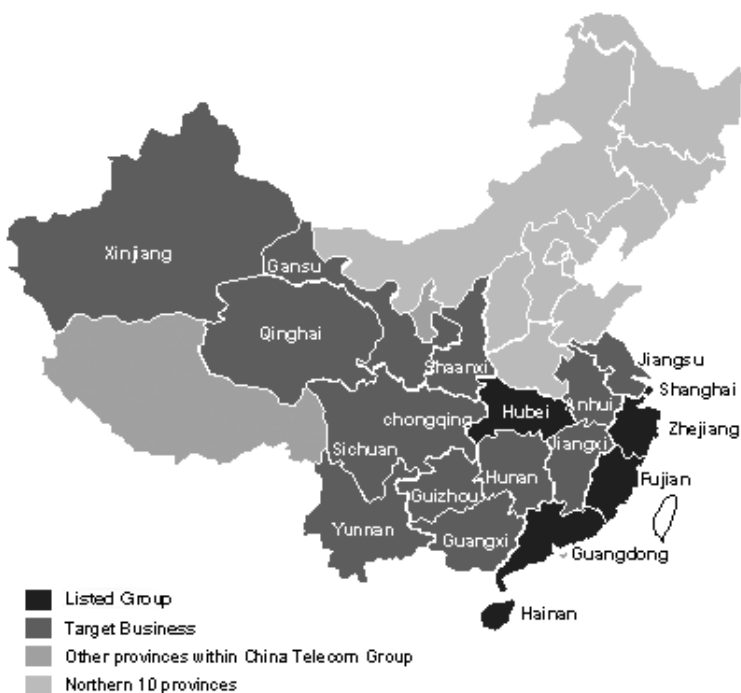 Xinjiang
Gansu
Qinghai
Shaanxi
Jiangsu
Shanghai
Anhui
Hubei
chongqing
Zhejiang
Sichuan
Jiangxi
Hunan
Fujian
Guizhou
Yunnan
Guangxi
Guangdong
Hainan
Listed Group
Target Business
Other provinces within China Telecom Group
Northern 10 provinces